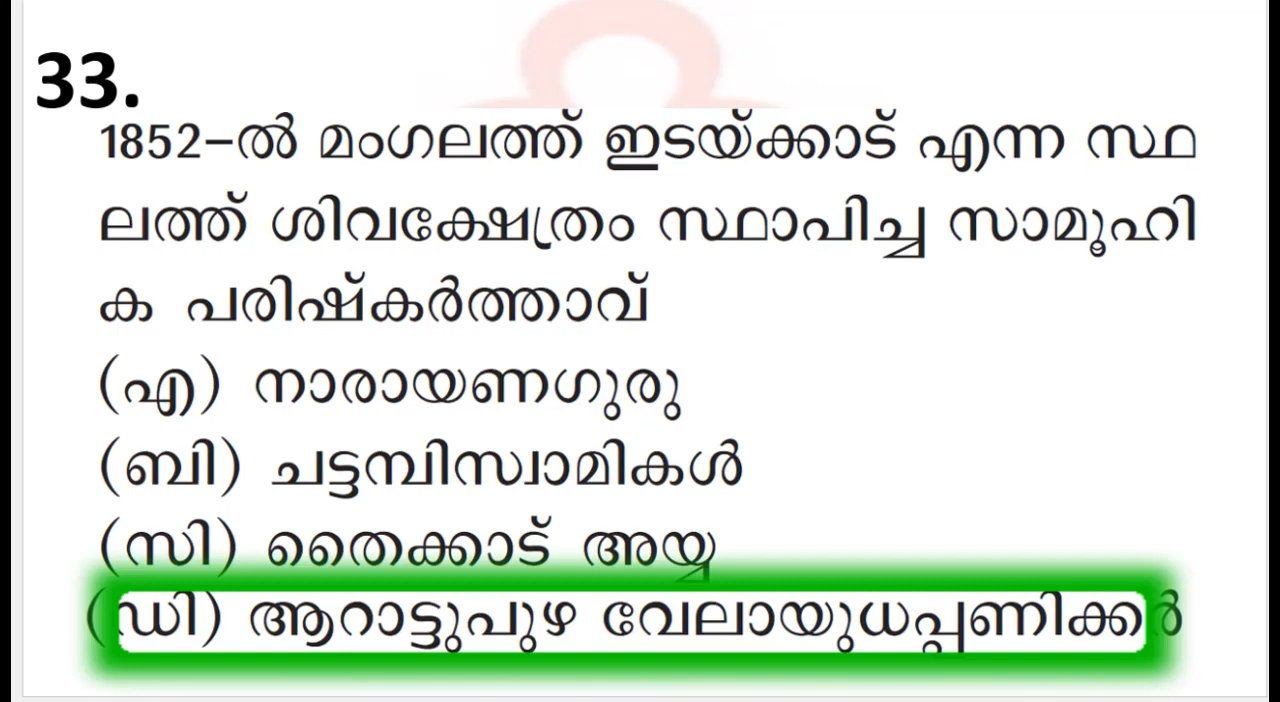 33.
1852-ൽ മംഗലത്ത് ഇടയ്ക്കാട് എന്ന സ്ഥ
ലത്ത് ശിവക്ഷേത്രം സ്ഥാപിച്ച സാമൂഹി
ക പരിഷ്കർത്താവ്
(എ) നാരായണഗുരു
(ബി) ചട്ടമ്പിസ്വാമികൾ
(സി) തൈക്കാട് അയ്യ
(ഡി) ആറാട്ടുപുഴ വേലായുധപ്പണിക്കർ